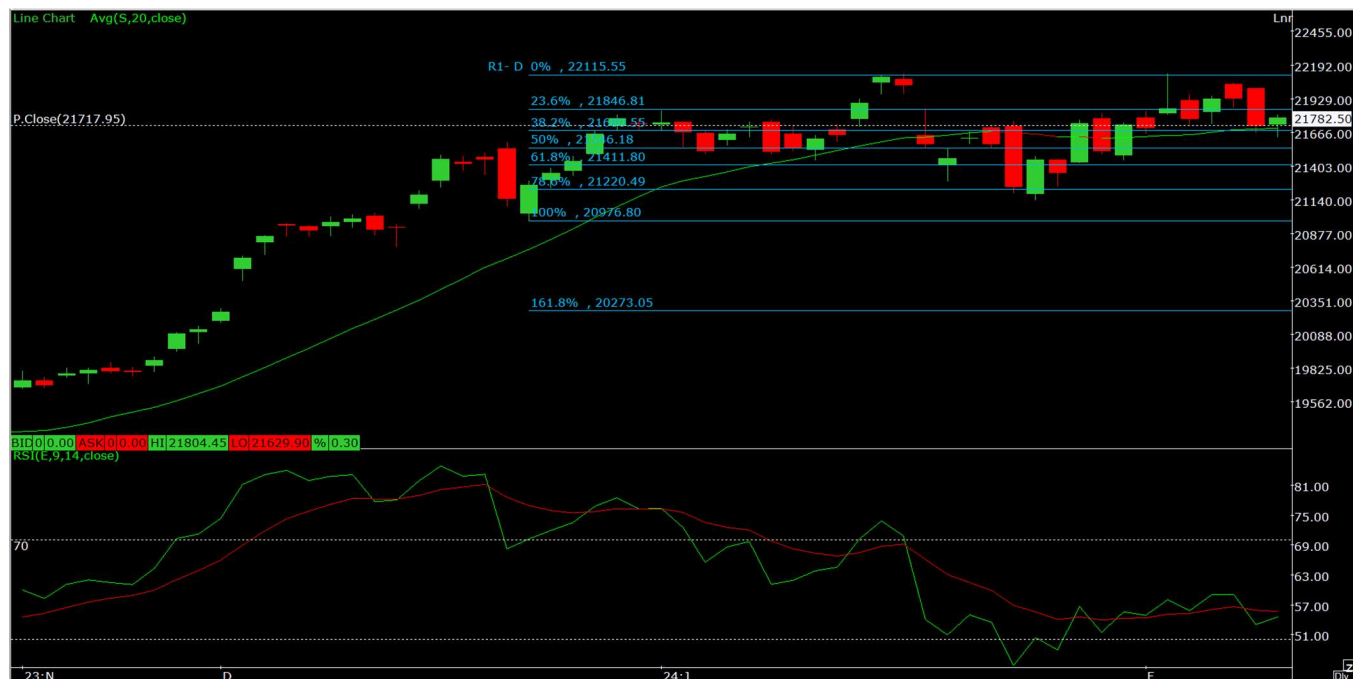 Line Chart Avg(S,20,close)
Lnr
22455.00
R1- D 0% , 22115.55
22192.00
23.6% , 21846.81
21929.00
P.Close(21717.95)
38.2%
21782.50
50%
21666.00
61.8% , 21411.80
21403.00
78.6% , 21220.49
21140.00
100% , 20976.80
20877.00
20614.00
161.8% , 20273.05
20351.00
20088.00
19825.00
19562.00
BID 0 0.00 ASK 0 0.00 HI 21804.45 LO 21629.90 % 0.30
RSI(E,9,14,close)
81.00
75.00
70
69.00
63.00
57.00
51.00
23:N D 24:J F
Z
Dly